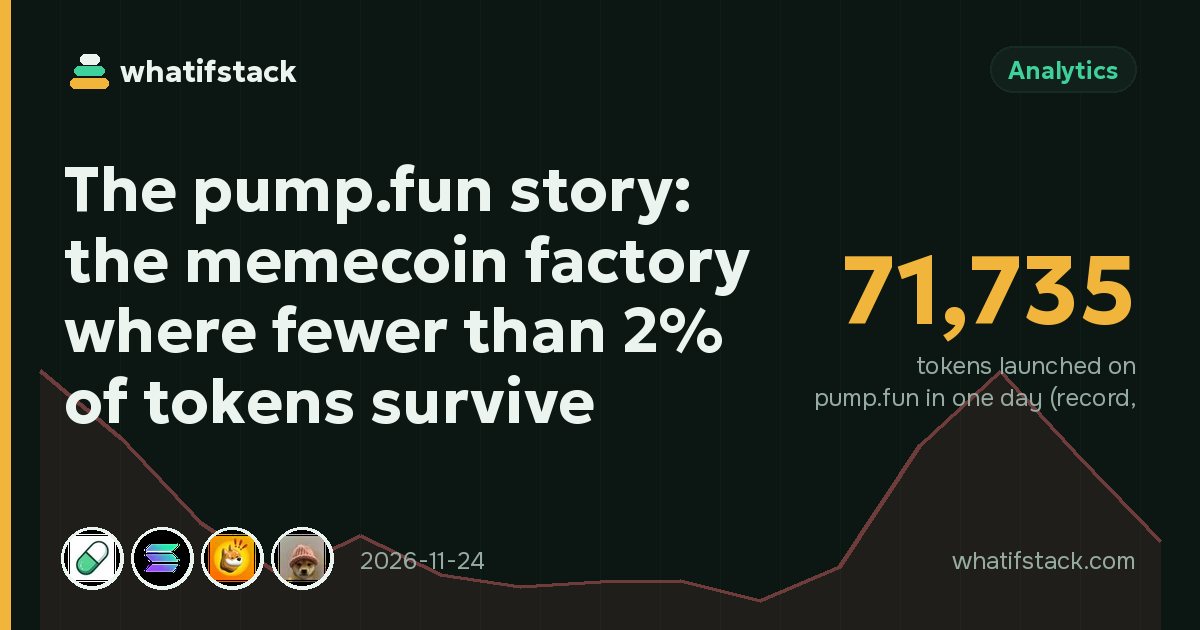 whatifstack
Analytics
The pump.fun story:
the memecoin factory
where fewer than 2%
of tokens survive
71,735
tokens launched on
pump.fun in one day (record,
2026-11-24
whatifstack.com